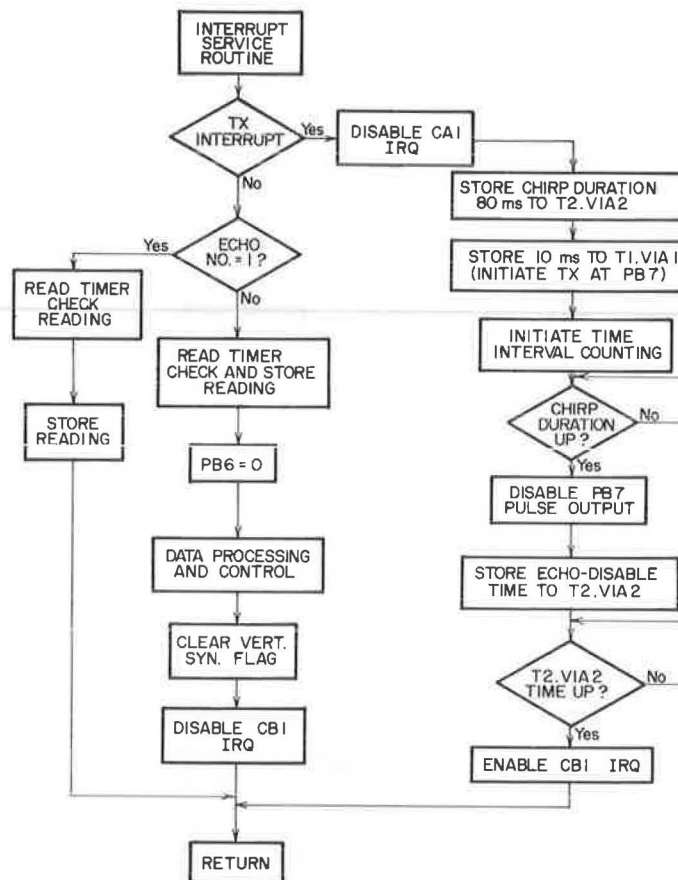 INTERRUPT
SERVICE
ROUTINE
TX
INTERRUPT
Yes
No
DISABLE CA1
IRQ
STORE CHIRP DURATION
80 ms TO T2.VIA2
STORE 10 ms TO T1.VIA1
(INITIATE TX AT PB7)
INITIATE TIME
INTERVAL COUNTING
CHIRP
DURATION
UP?
No
Yes
DISABLE PB7
PULSE OUTPUT
STORE ECHO-DISABLE
TIME TO T2.VIA2
T2.VIA2
TIME UP?
No
Yes
ENABLE CB1 IRQ
ECHO
NO. = 1?
Yes
No
READ TIMER
CHECK
READING
STORE
READING
READ TIMER
CHECK AND STORE
READING
PB6 = 0
DATA PROCESSING
AND CONTROL
CLEAR VERT.
SYN. FLAG
DISABLE CB1
IRQ
RETURN